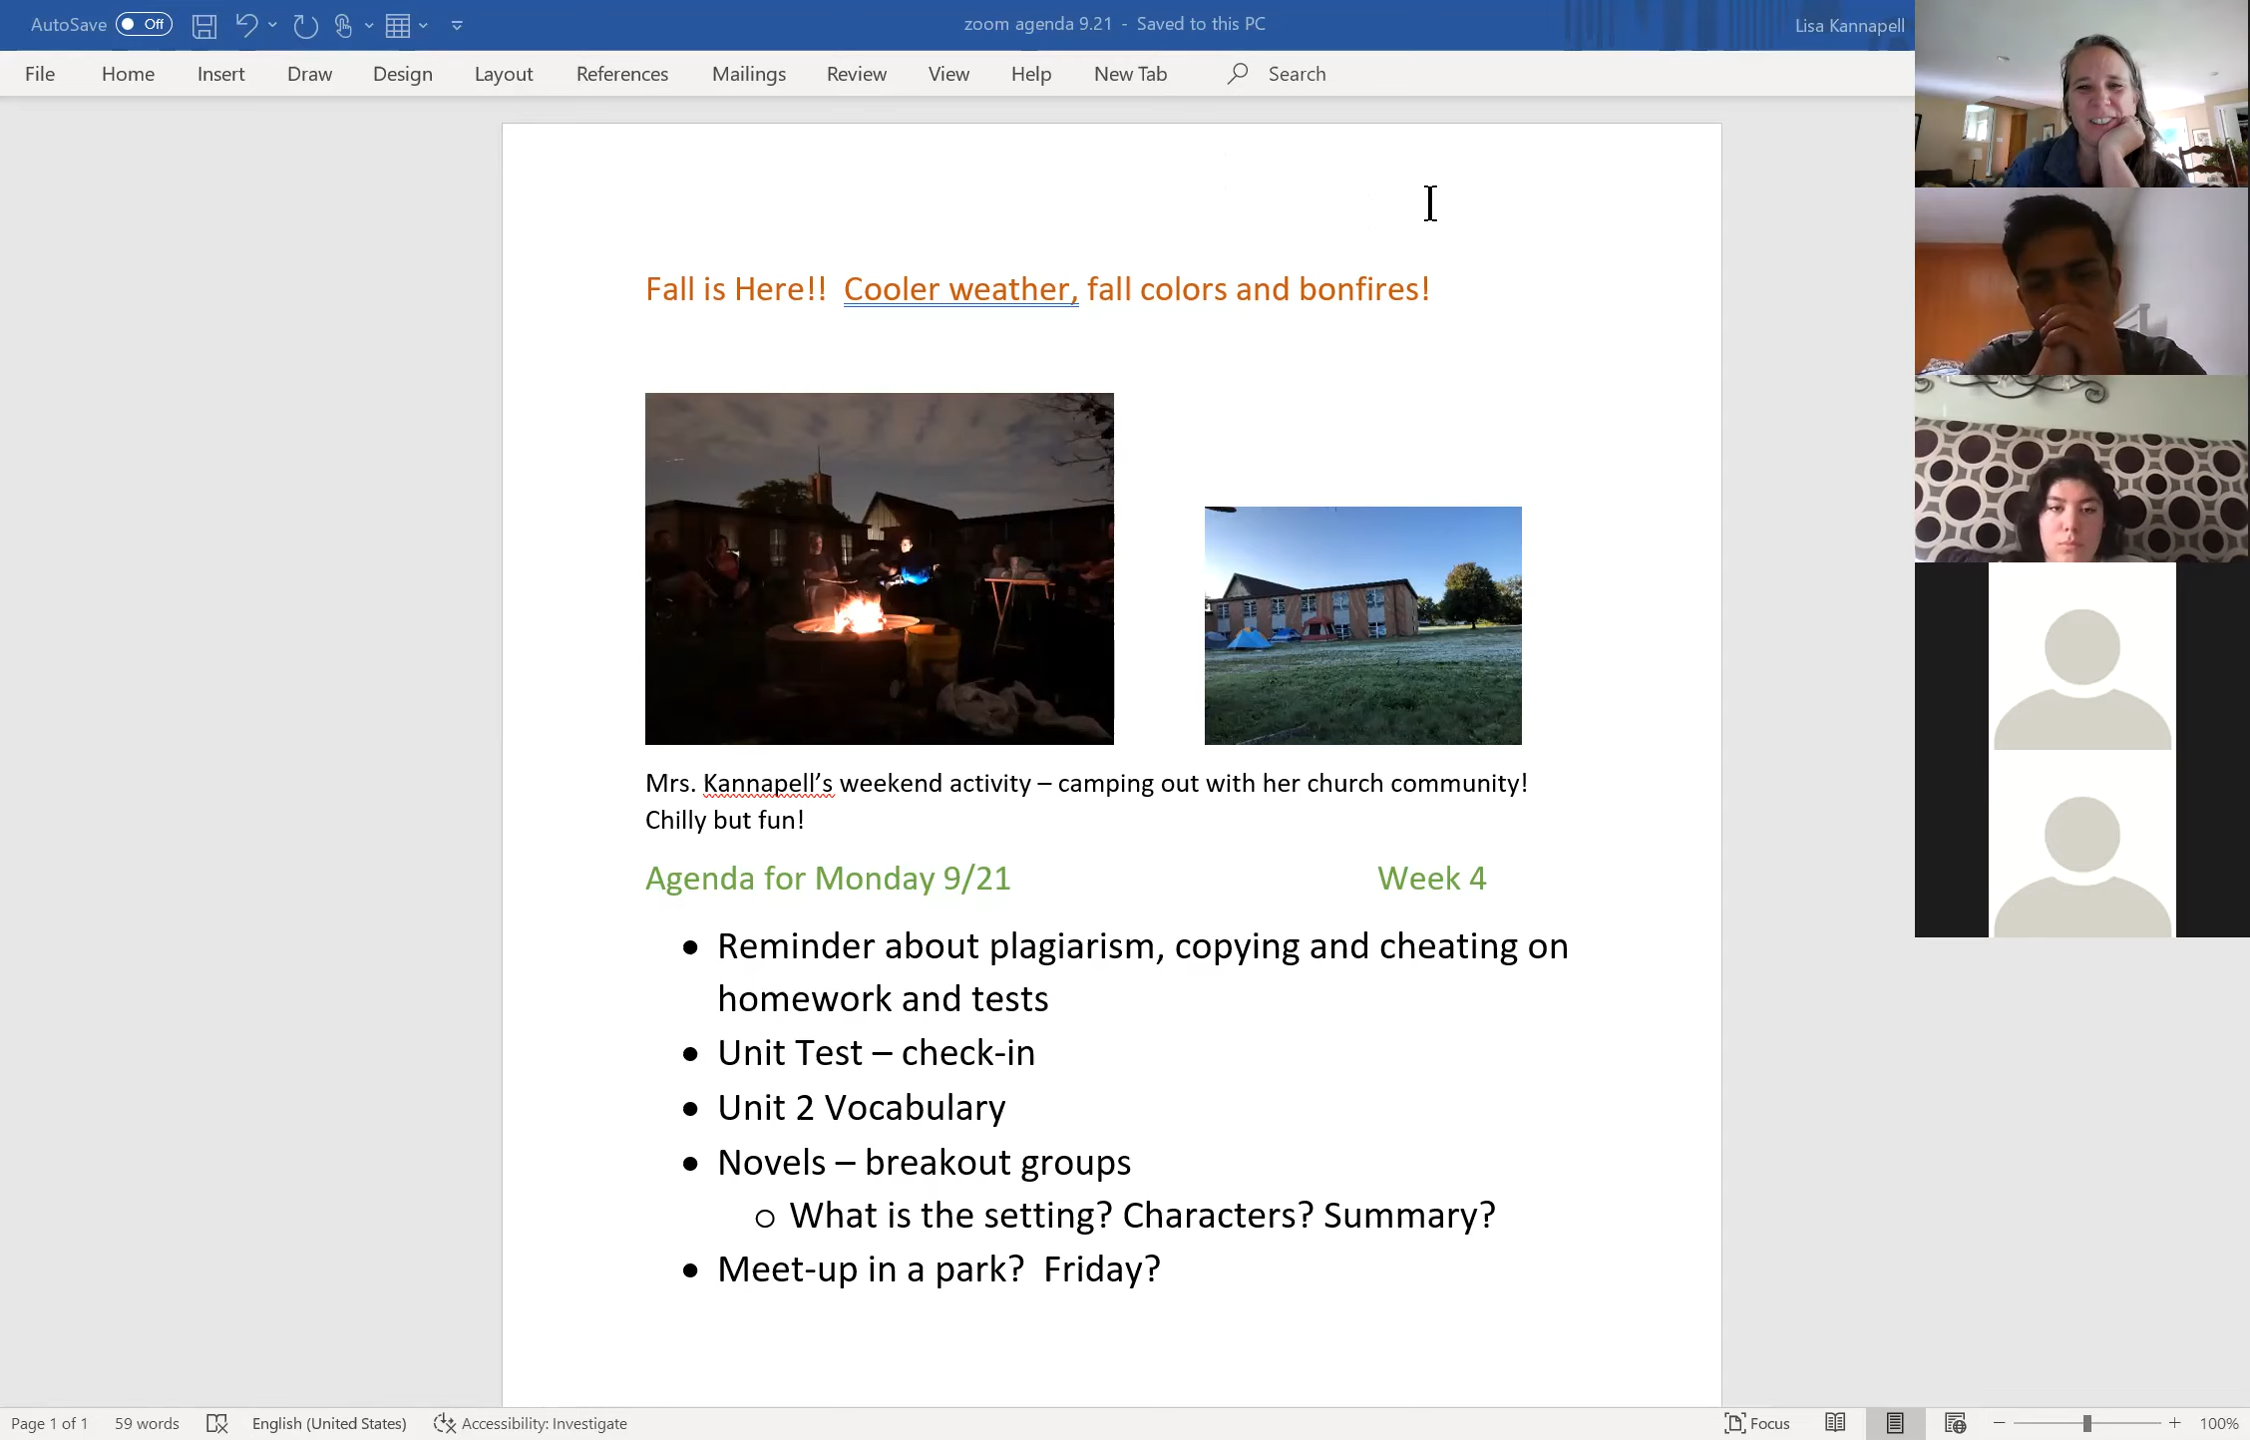 AutoSave Off zoom agenda 9.21 - Saved to this PC Lisa Kannapell
File Home Insert Draw Design Layout References Mailings Review View Help New Tab Search
Fall is Here!! Cooler weather, fall colors and bonfires!
Mrs. Kannapell’s weekend activity – camping out with her church community!
Chilly but fun!
Agenda for Monday 9/21 Week 4
• Reminder about plagiarism, copying and cheating on
homework and tests
• Unit Test – check-in
• Unit 2 Vocabulary
• Novels – breakout groups
o What is the setting? Characters? Summary?
• Meet-up in a park? Friday?
Page 1 of 1 59 words English (United States) Accessibility: Investigate Focus 100%